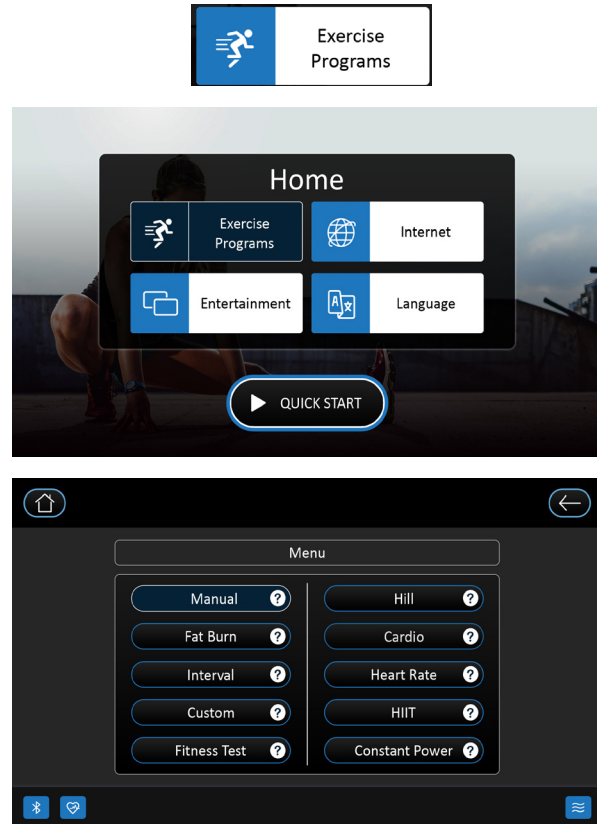 Exercise
Programs
Home
Exercise
Programs
Internet
Entertainment
Language
QUICK START
Menu
Manual ?
Hill ?
Fat Burn ?
Cardio ?
Interval ?
Heart Rate ?
Custom ?
HIIT ?
Fitness Test ?
Constant Power ?